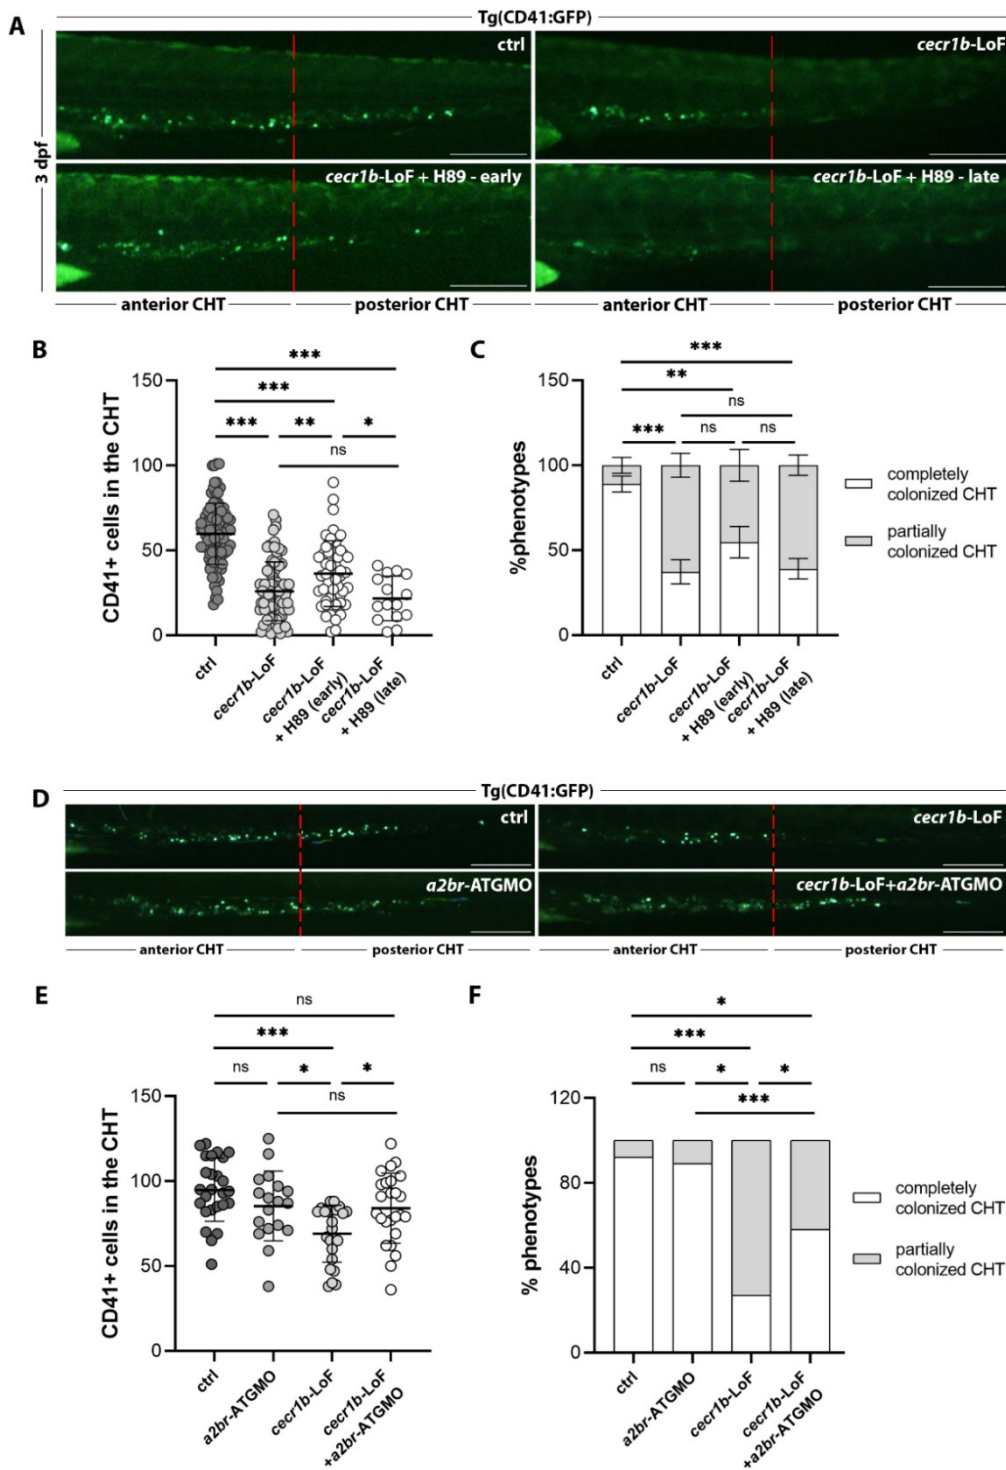 A
Tg(CD41:GFP)
ctrl
cecr1b-LoF
3 dpf
cecr1b-LoF + H89 - early
cecr1b-LoF + H89 - late
anterior CHT
posterior CHT
anterior CHT
posterior CHT
B
CD41+ cells in the CHT
150
100
50
0
***
***
***
**
*
ns
ctrl
cecr1b-LoF
cecr1b-LoF
+ H89 (early)
cecr1b-LoF
+ H89 (late)
C
%phenotypes
150
100
50
0
***
**
ns
***
ns
ns
ctrl
cecr1b-LoF
cecr1b-LoF
+ H89 (early)
cecr1b-LoF
+ H89 (late)
completely
colonized CHT
partially
colonized CHT
D
Tg(CD41:GFP)
ctrl
cecr1b-LoF
a2br-ATGMO
cecr1b-LoF+a2br-ATGMO
anterior CHT
posterior CHT
anterior CHT
posterior CHT
E
CD41+ cells in the CHT
150
100
50
0
ns
***
ns
*
*
ns
ctrl
a2br-ATGMO
cecr1b-LoF
cecr1b-LoF
+a2br-ATGMO
F
% phenotypes
120
80
40
0
*
***
ns
*
*
***
ctrl
a2br-ATGMO
cecr1b-LoF
cecr1b-LoF
+a2br-ATGMO
completely
colonized CHT
partially
colonized CHT